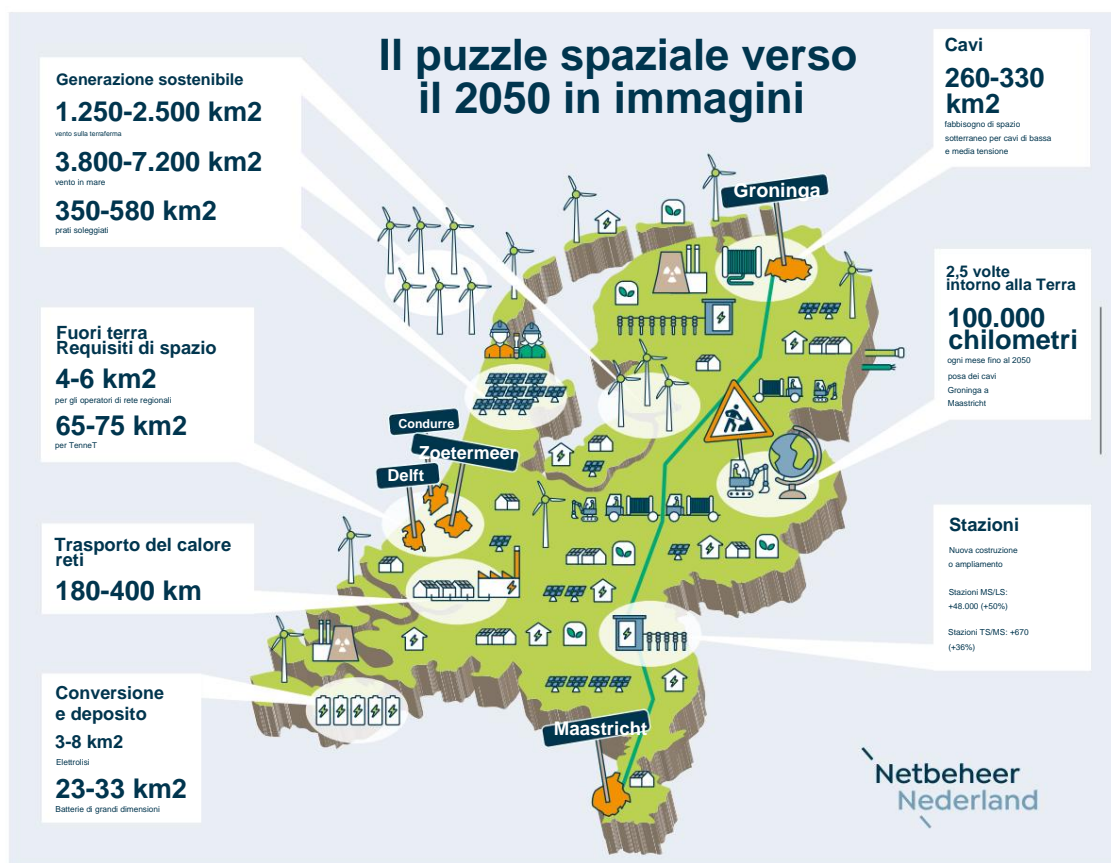 Il puzzle spaziale verso
il 2050 in immagini
Generazione sostenibile
1.250-2.500 km2
vento sulla terraferma
3.800-7.200 km2
vento in mare
350-580 km2
prati soleggiati
Fuori terra
Requisiti di spazio
4-6 km2
per gli operatori di rete regionali
65-75 km2
per TenneT
Trasporto del calore
reti
180-400 km
Conversione
e deposito
3-8 km2
Elettrolisi
23-33 km2
Batterie di grandi dimensioni
Groninga
Condurre
Zoetermeer
Delft
Maastricht
Cavi
260-330
km2
fabbisogno di spazio
sotterraneo per cavi di bassa
e media tensione
2,5 volte
intorno alla Terra
100.000
chilometri
ogni mese fino al 2050
posa dei cavi
Groninga a
Maastricht
Stazioni
Nuova costruzione
o ampliamento
Stazioni MS/LS:
+48.000 (+50%)
Stazioni TS/MS: +670
(+36%)
Netbeheer
Nederland